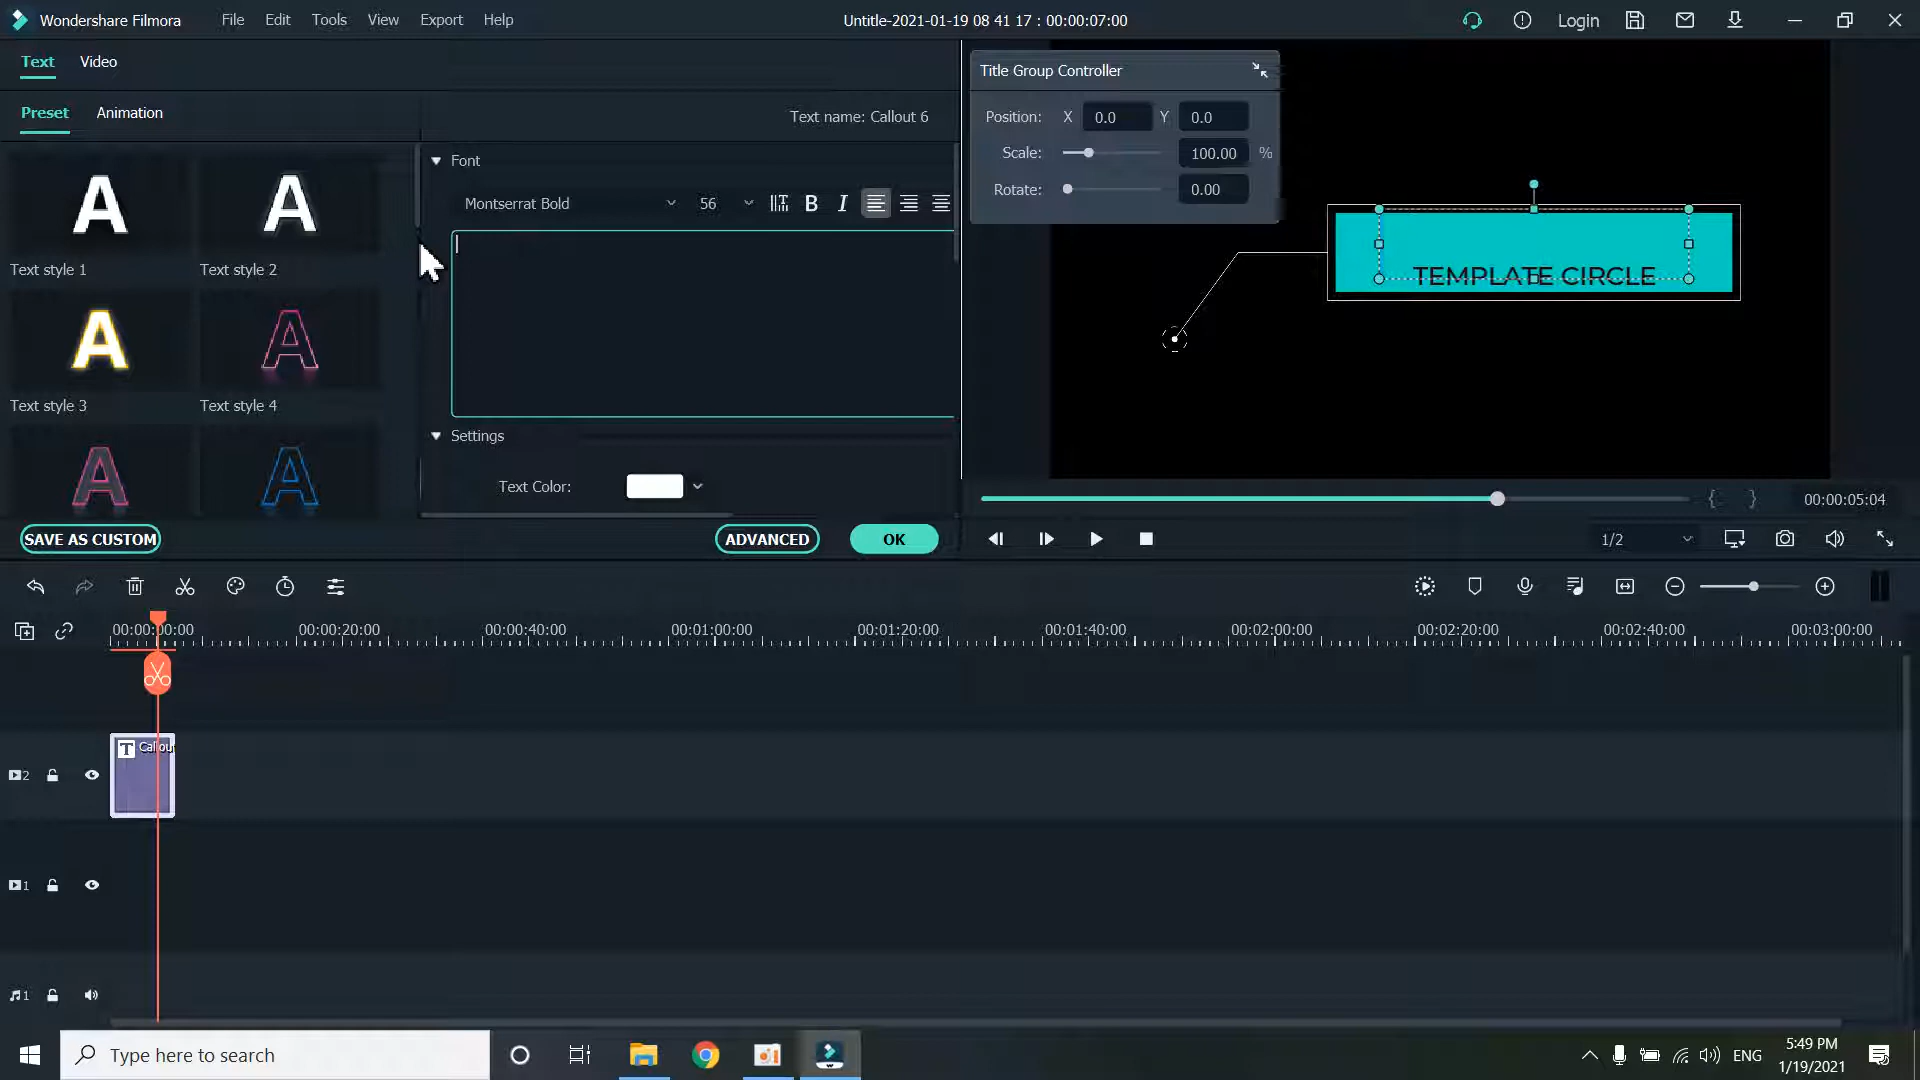 Wondershare Filmora File Edit Tools View Export Help Untitle-2021-01-19 08 41 17 : 00:00:07:00 Login
Text Video
Preset Animation Text name: Callout 6
Text style 1 Text style 2
Text style 3 Text style 4
Font
Montserrat Bold 56 B I
Settings
Text Color:
SAVE AS CUSTOM ADVANCED OK
Title Group Controller
Position: X 0.0 Y 0.0
Scale: 100.00 %
Rotate: 0.00
TEMPLATE CIRCLE
{ } 00:00:05:04
1/2
00:00:00:00 00:00:20:00 00:00:40:00 00:01:00:00 00:01:20:00 00:01:40:00 00:02:00:00 00:02:20:00 00:02:40:00 00:03:00:00
T Callou
2
1
1
Type here to search ENG 5:49 PM
1/19/2021